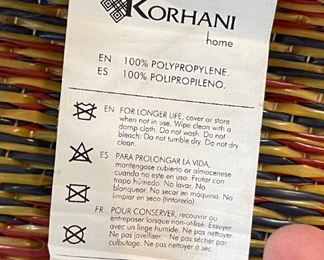 KORHANI
home
EN 100% POLYPROPYLENE.
ES 100% POLIPROPILENO.
EN FOR LONGER LIFE, cover or store
when not in use. Wipe clean with a
damp cloth. Do not wash. Do not
bleach. Do not tumble dry. Do not dry
clean.
ES PARA PROLONGAR LA VIDA,
mantengase cubierto or almacenese
cuando no este en uso. Frotar con
trapo húmedo. No lavar. No
blanquear. No secar en máquina. No
limpiar en seco (tintorería)
FR POUR CONSERVER, recouvrir ou
entreposer lorsque non-utilisé. Essuyer
avec un linge humide. Ne pas nettoyer.
Ne pas javelliser. Ne pas sécher par
culbutage. Ne pas nettoyer